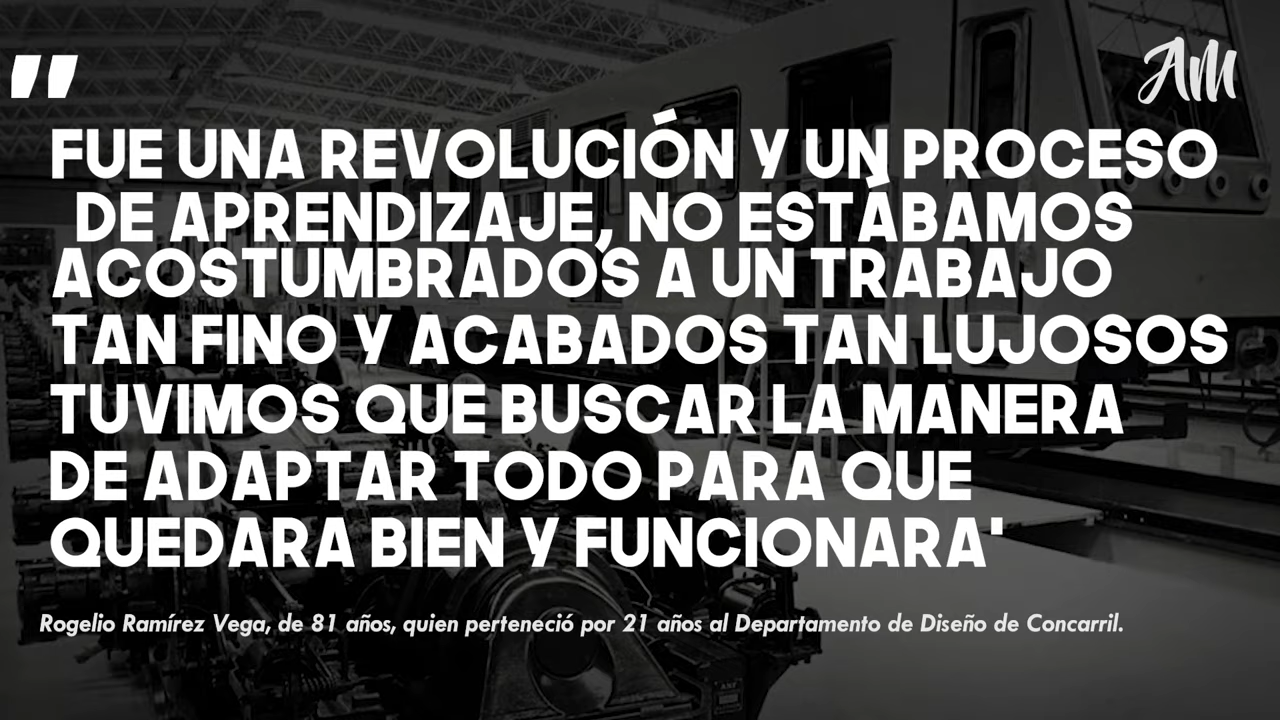 AM
"
FUE UNA REVOLUCIÓN Y UN PROCESO
DE APRENDIZAJE, NO ESTÁBAMOS
ACOSTUMBRADOS A UN TRABAJO
TAN FINO Y ACABADOS TAN LUJOSOS
TUVIMOS QUE BUSCAR LA MANERA
DE ADAPTAR TODO PARA QUE
QUEDARA BIEN Y FUNCIONARA'
Rogelio Ramírez Vega, de 81 años, quien perteneció por 21 años al Departamento de Diseño de Concarril.